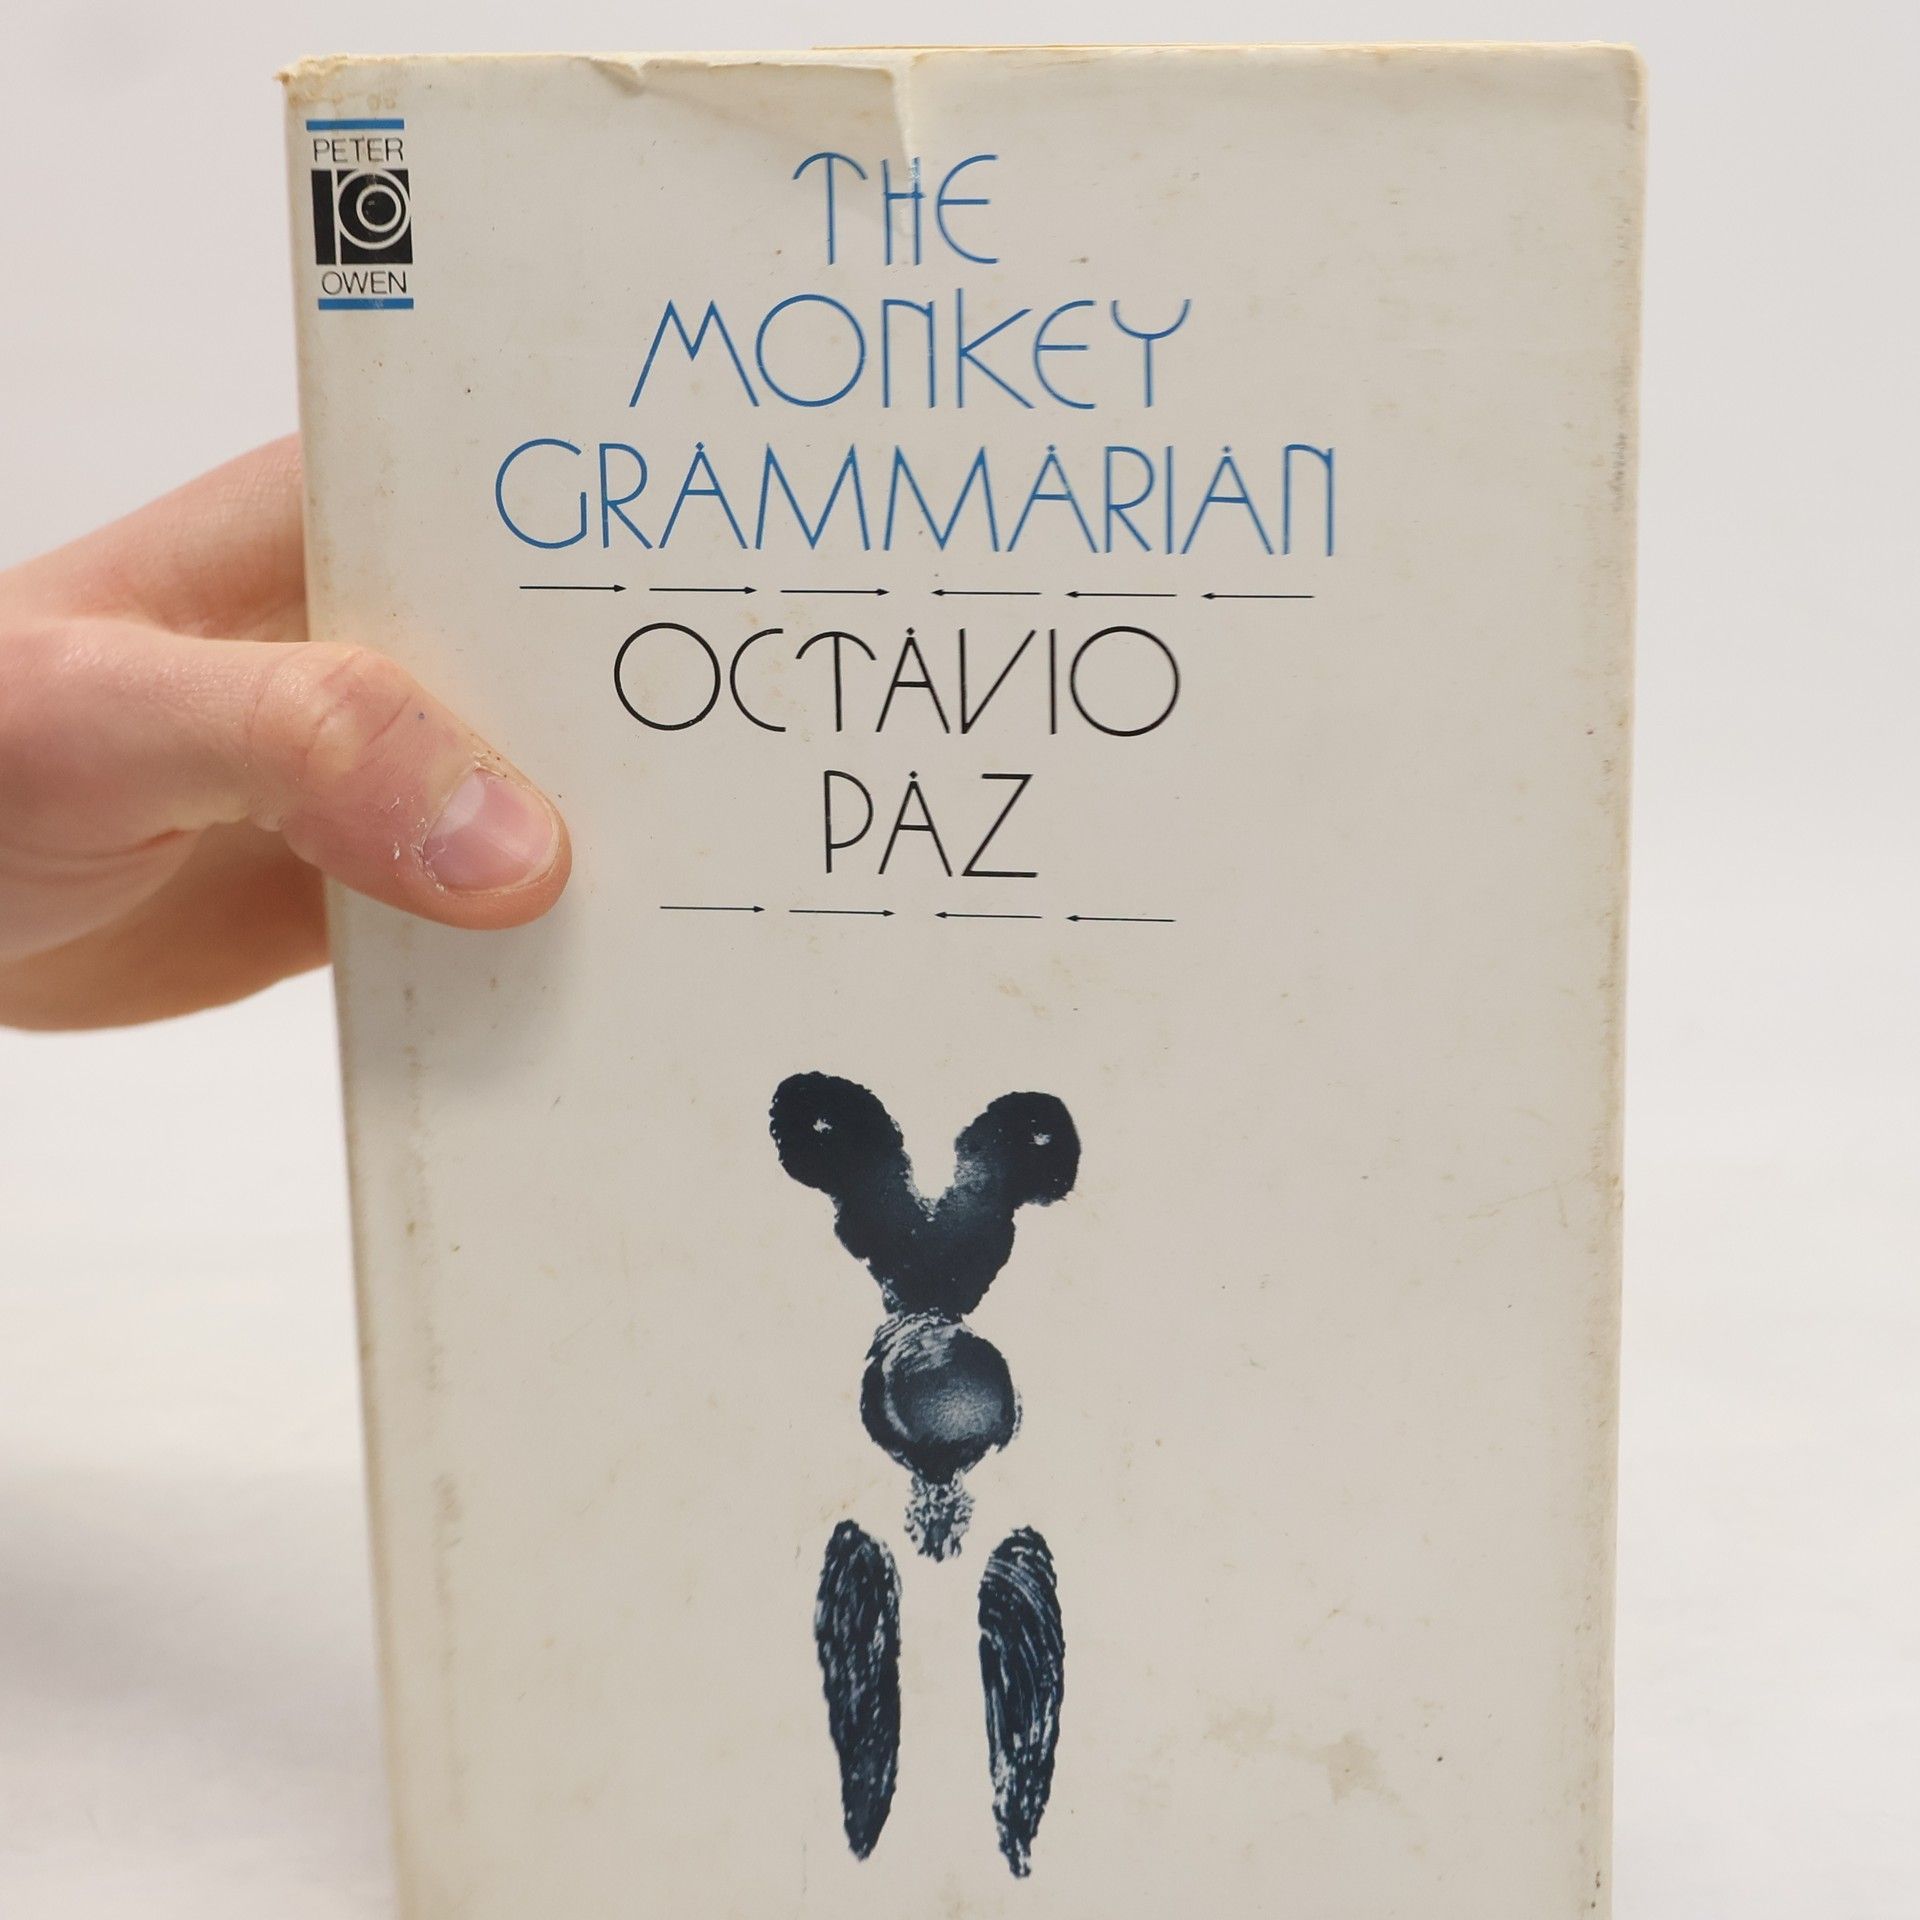 PETER
OWEN
THE
MONKEY
GRAMMARIAN
OCTAVIO
PAZ